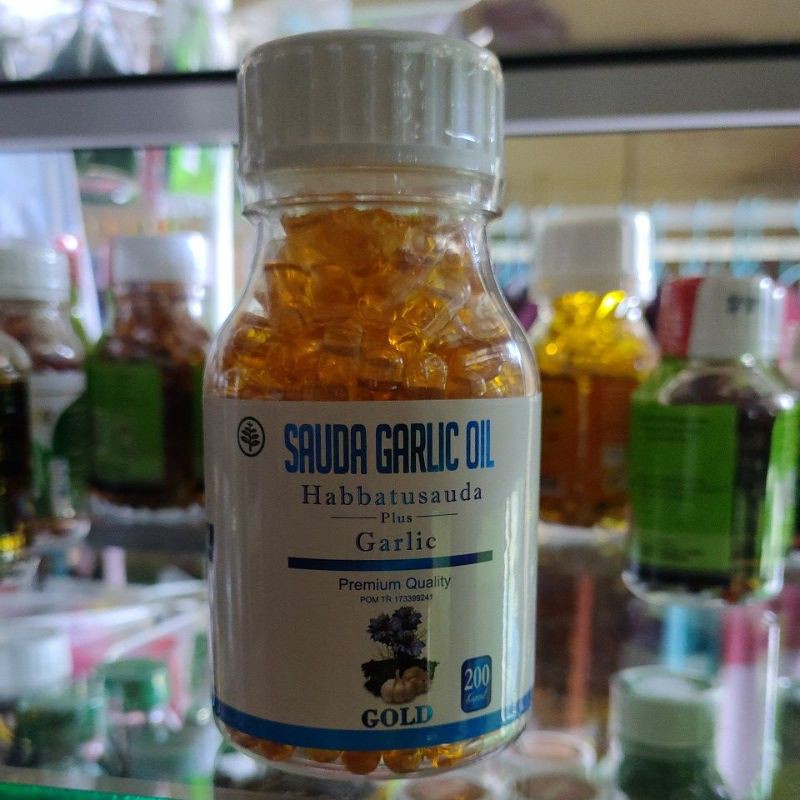 SAUDA GARLIC OIL
Habbatusauda
Plus
Garlic
Premium Quality
POM TR 173399241
200
GOLD